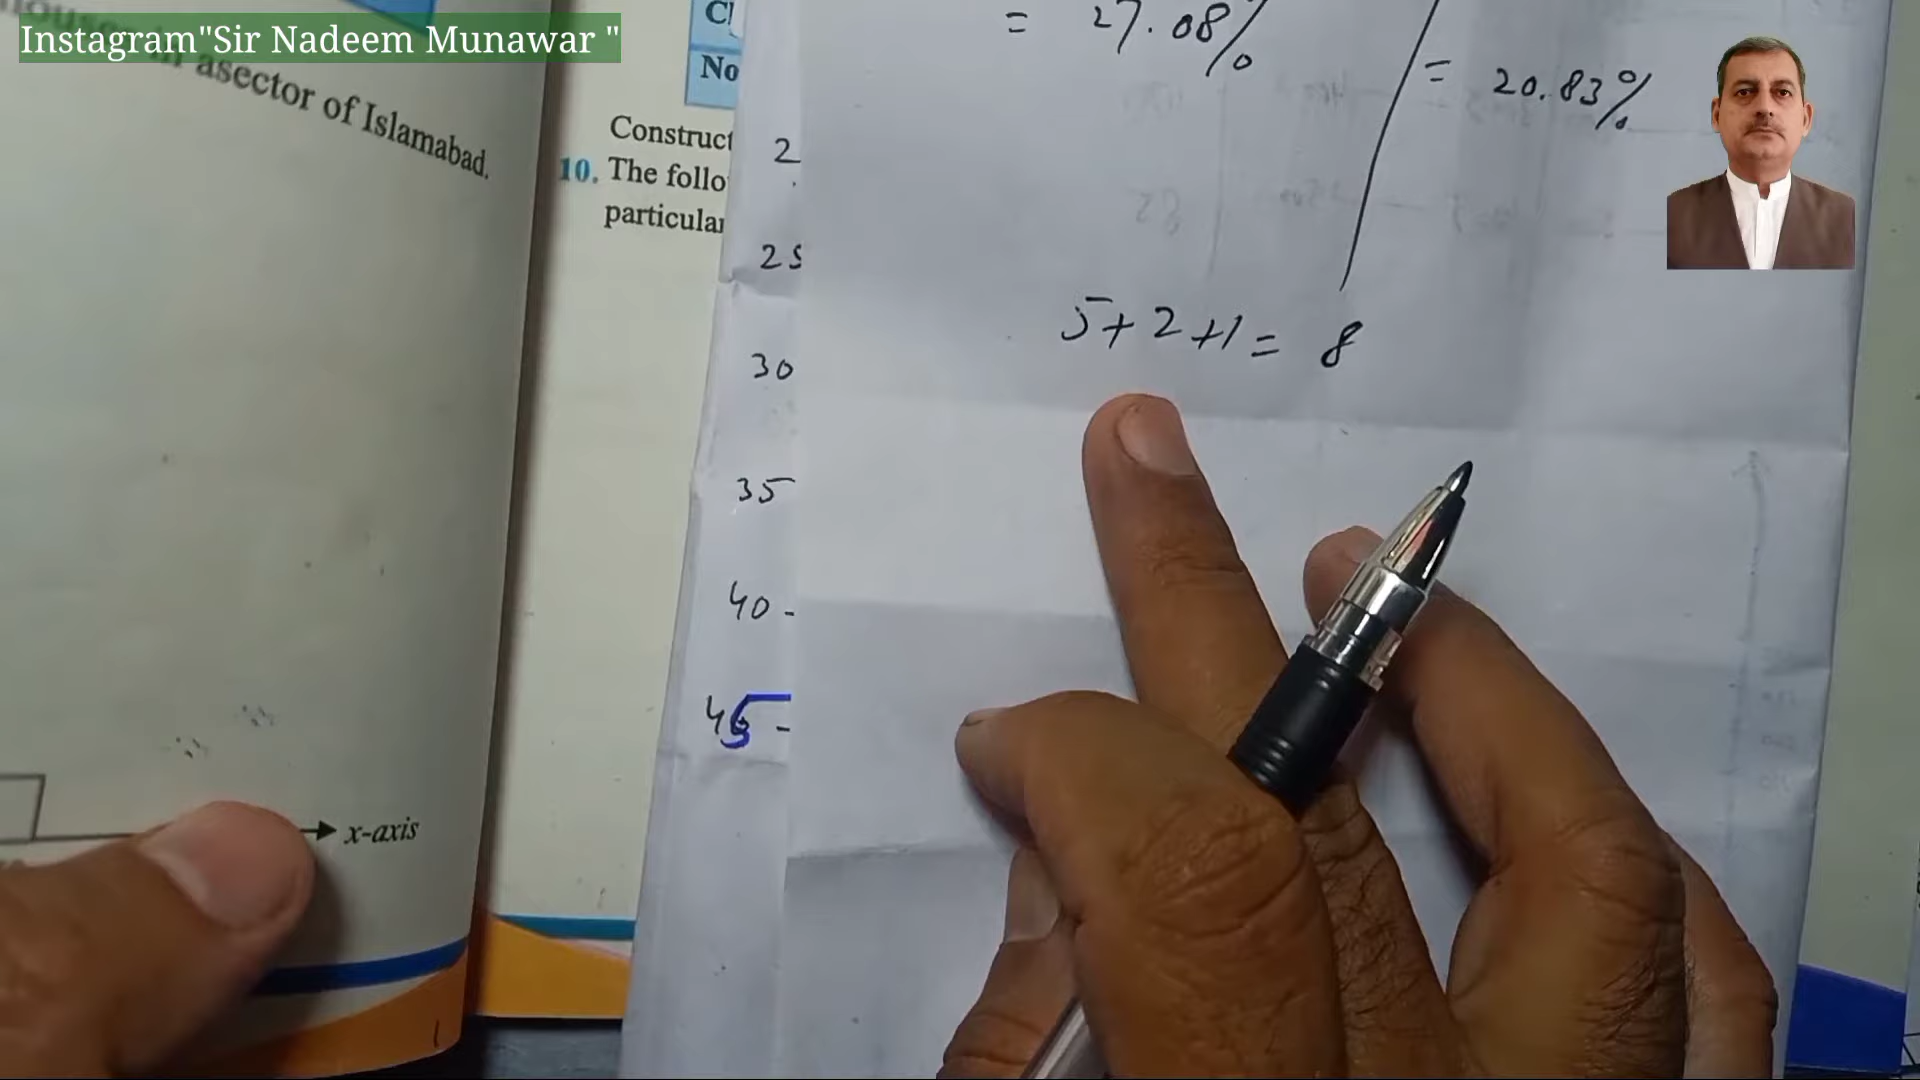 Instagram"Sir Nadeem Munawar "
in asector of Islamabad.
x-axis
No
Construct
10. The follo
particular
2
25
30
35
40 -
45 -
= 27.08%
= 20.83%
5+2+1= 8